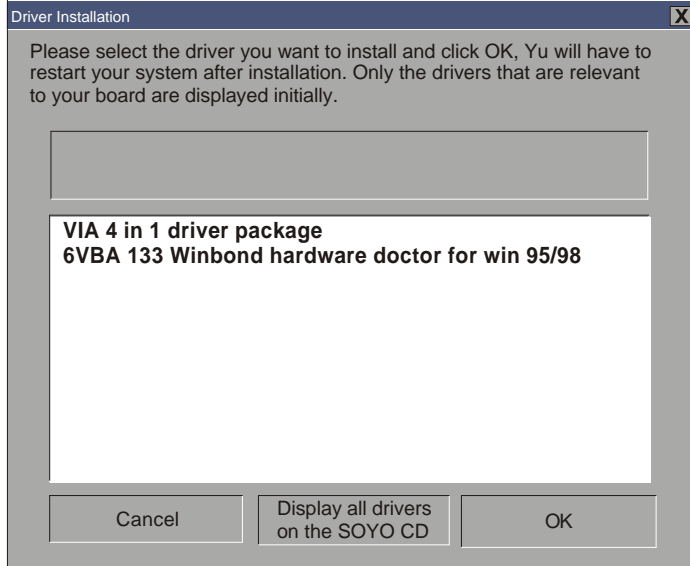 Driver Installation
X
Please select the driver you want to install and click OK, Yu will have to
restart your system after installation. Only the drivers that are relevant
to your board are displayed initially.
VIA 4 in 1 driver package
6VBA 133 Winbond hardware doctor for win 95/98
Cancel
Display all drivers
on the SOYO CD
OK